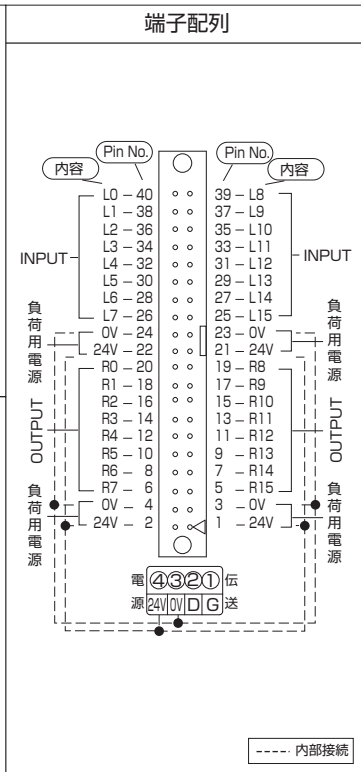 端子配列
Pin No. Pin No.
内容 内容
L0 – 40 39 – L8
L1 – 38 37 – L9
L2 – 36 35 – L10
L3 – 34 33 – L11
INPUT INPUT
L4 – 32 31 – L12
L5 – 30 29 – L13
L6 – 28 27 – L14
L7 – 26 25 – L15
負荷用電源 負荷用電源
0V – 24 23 – 0V
24V – 22 21 – 24V
R0 – 20 19 – R8
R1 – 18 17 – R9
R2 – 16 15 – R10
R3 – 14 13 – R11
OUTPUT OUTPUT
R4 – 12 11 – R12
R5 – 10 9 – R13
R6 – 8 7 – R14
R7 – 6 5 – R15
負荷用電源 負荷用電源
0V – 4 3 – 0V
24V – 2 1 – 24V
電源 ④③②① 伝送
24V 0V D G
----- 内部接続